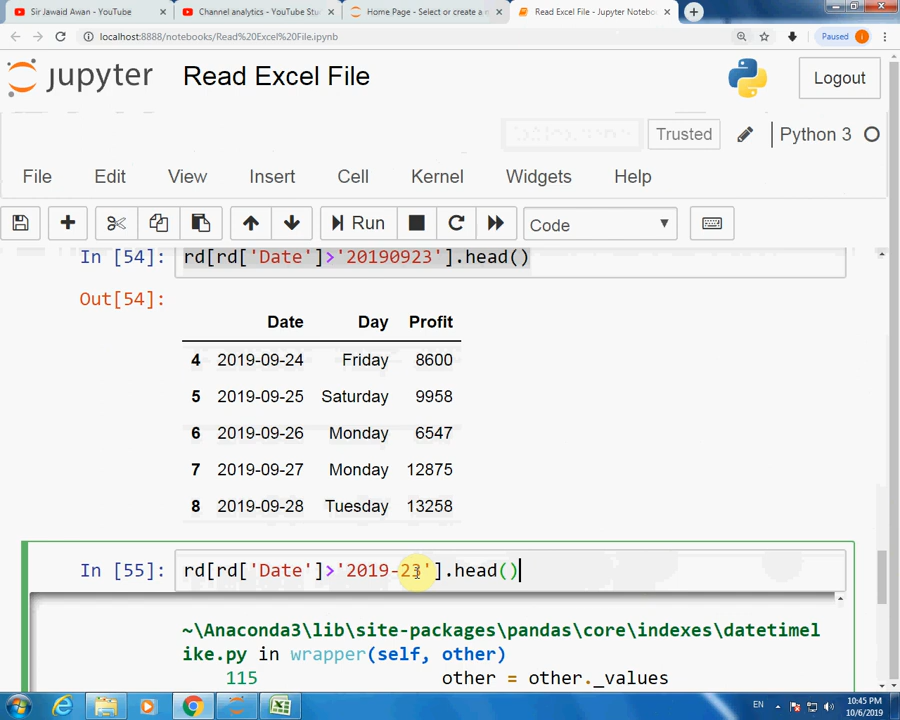 Sir Jawaid Awan - YouTube
Channel analytics - YouTube Stu
Home Page - Select or create a n
Read Excel File - Jupyter Notebo
localhost:8888/notebooks/Read%20Excel%20File.ipynb
Paused
i
jupyter
Read Excel File
Logout
Trusted
Python 3
File Edit View Insert Cell Kernel Widgets Help
Run
Code
In [54]: rd[rd['Date']>'20190923'].head()
Out[54]:
Date Day Profit
4 2019-09-24 Friday 8600
5 2019-09-25 Saturday 9958
6 2019-09-26 Monday 6547
7 2019-09-27 Monday 12875
8 2019-09-28 Tuesday 13258
In [55]: rd[rd['Date']>'2019-23'].head()
~\Anaconda3\lib\site-packages\pandas\core\indexes\datetimel
ike.py in wrapper(self, other)
115 other = other._values
EN
10:45 PM
10/6/2019